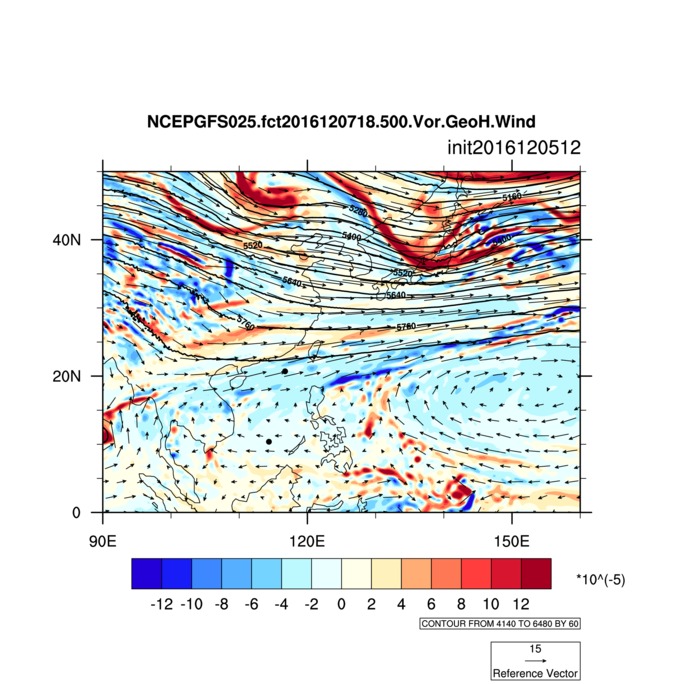 NCEPGFS025.fct2016120718.500.Vor.GeoH.Wind
init2016120512
5160
5280
5400
5400
5520
5520
5640
5640
5760
5760
40N
20N
0
90E 120E 150E
-12 -10 -8 -6 -4 -2 0 2 4 6 8 10 12
*10^(-5)
CONTOUR FROM 4140 TO 6480 BY 60
15
Reference Vector